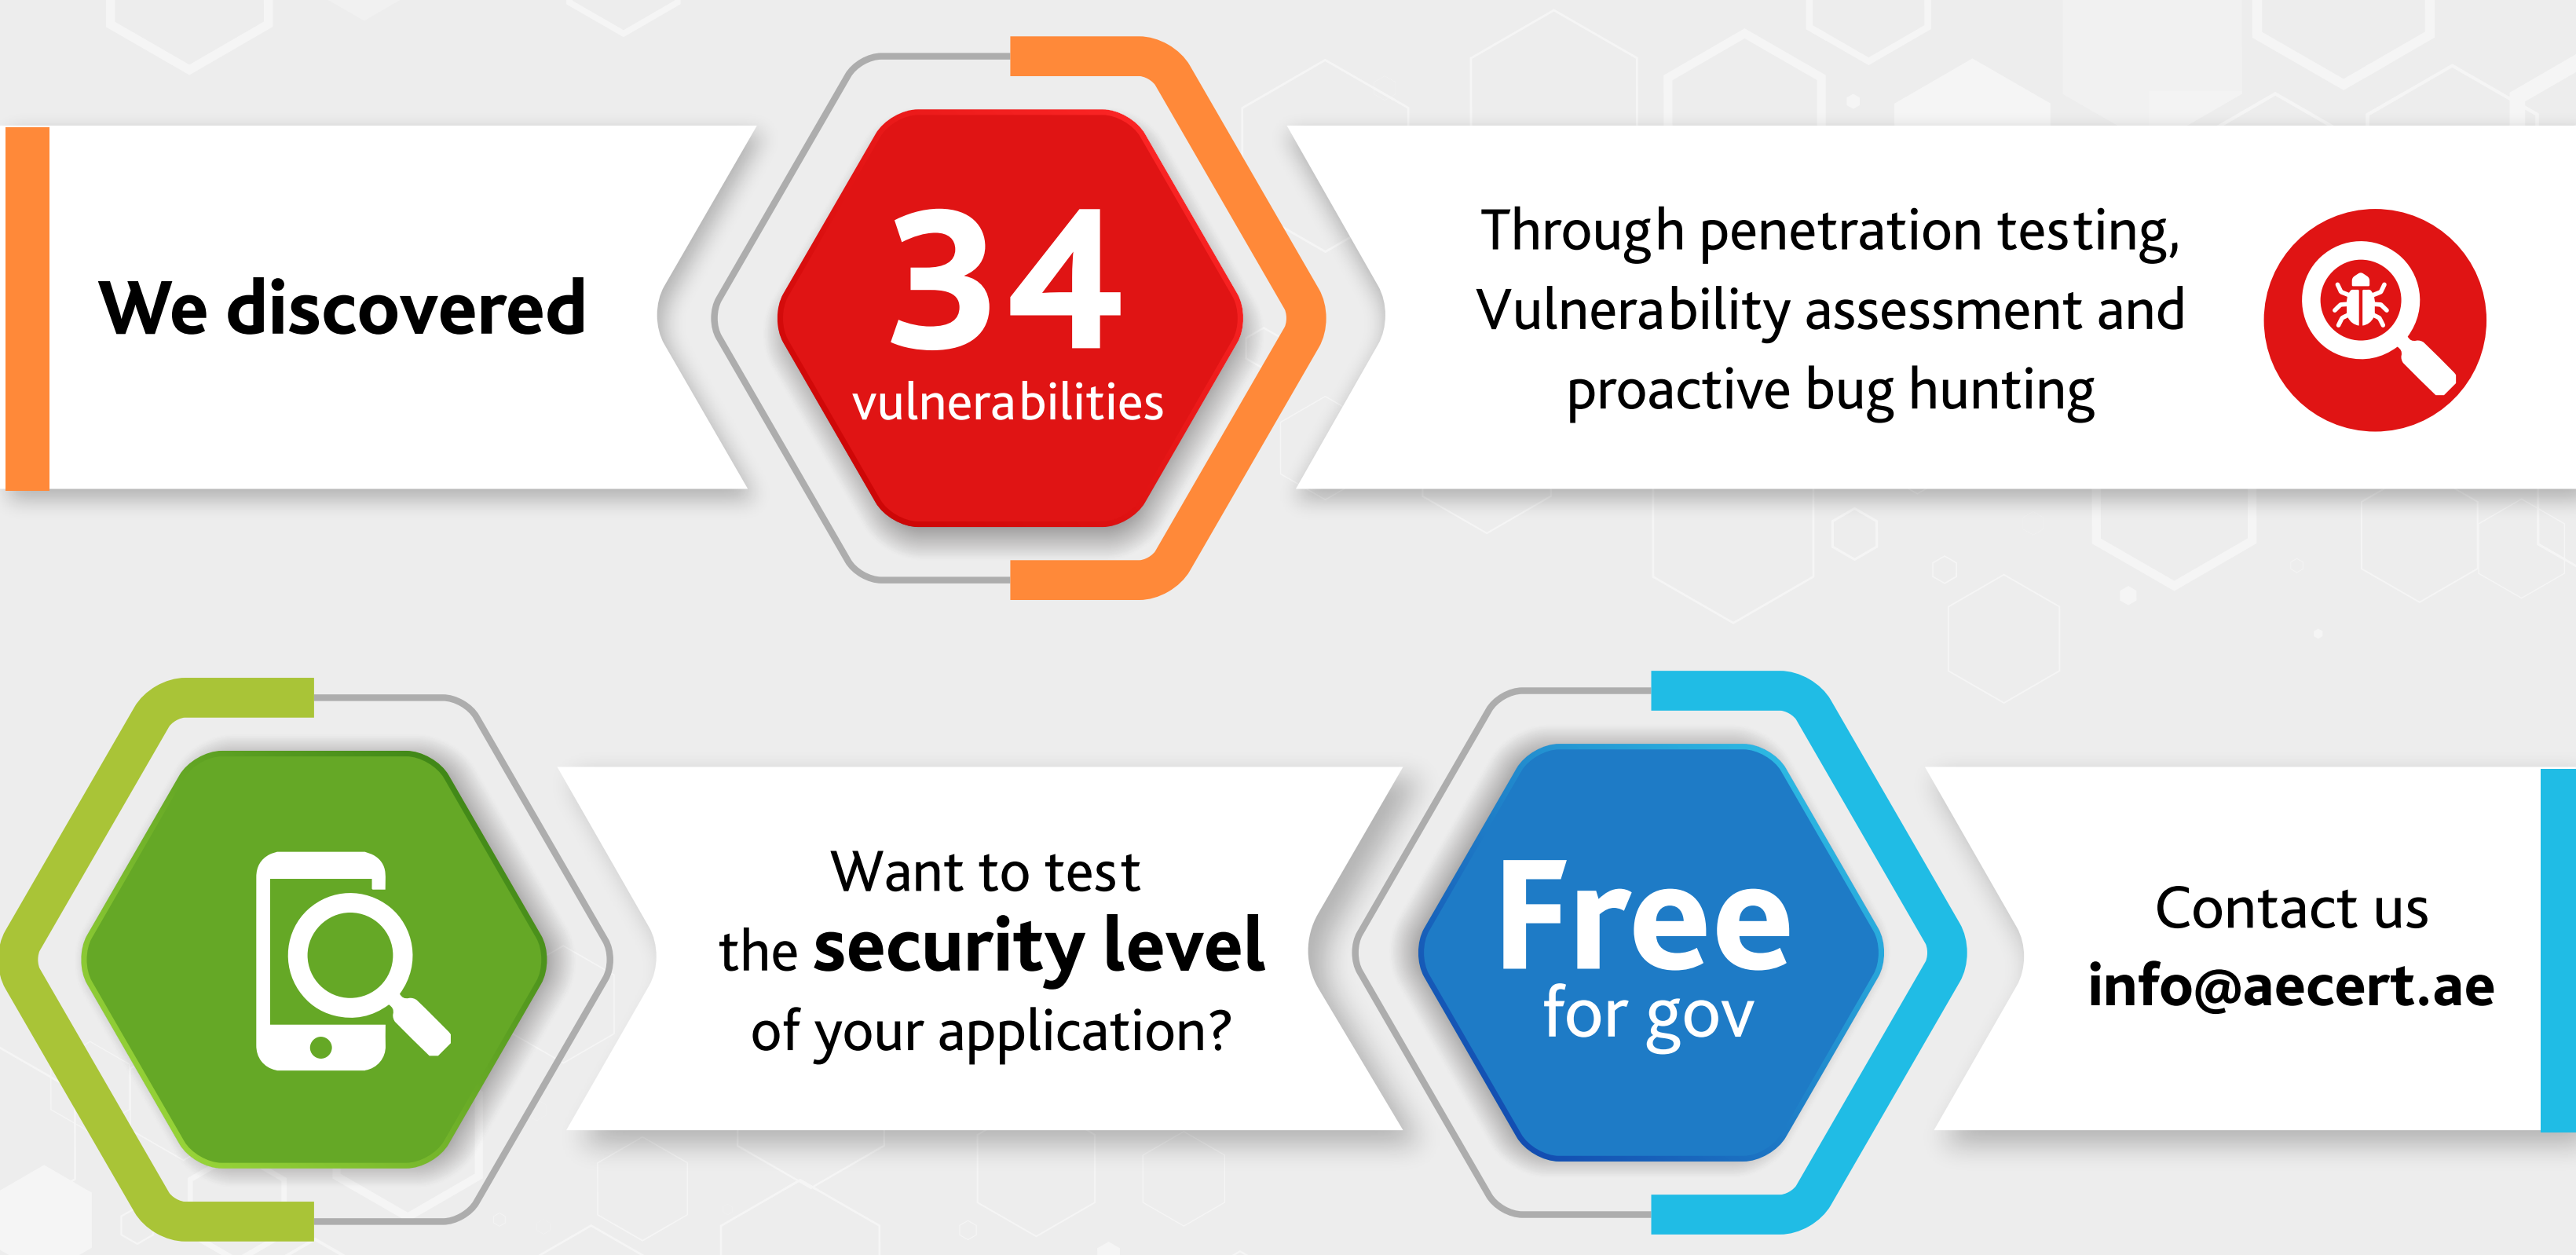 We discovered
34
vulnerabilities
Through penetration testing,
Vulnerability assessment and
proactive bug hunting
Want to test
the security level
of your application?
Free
for gov
Contact us
info@aecert.ae